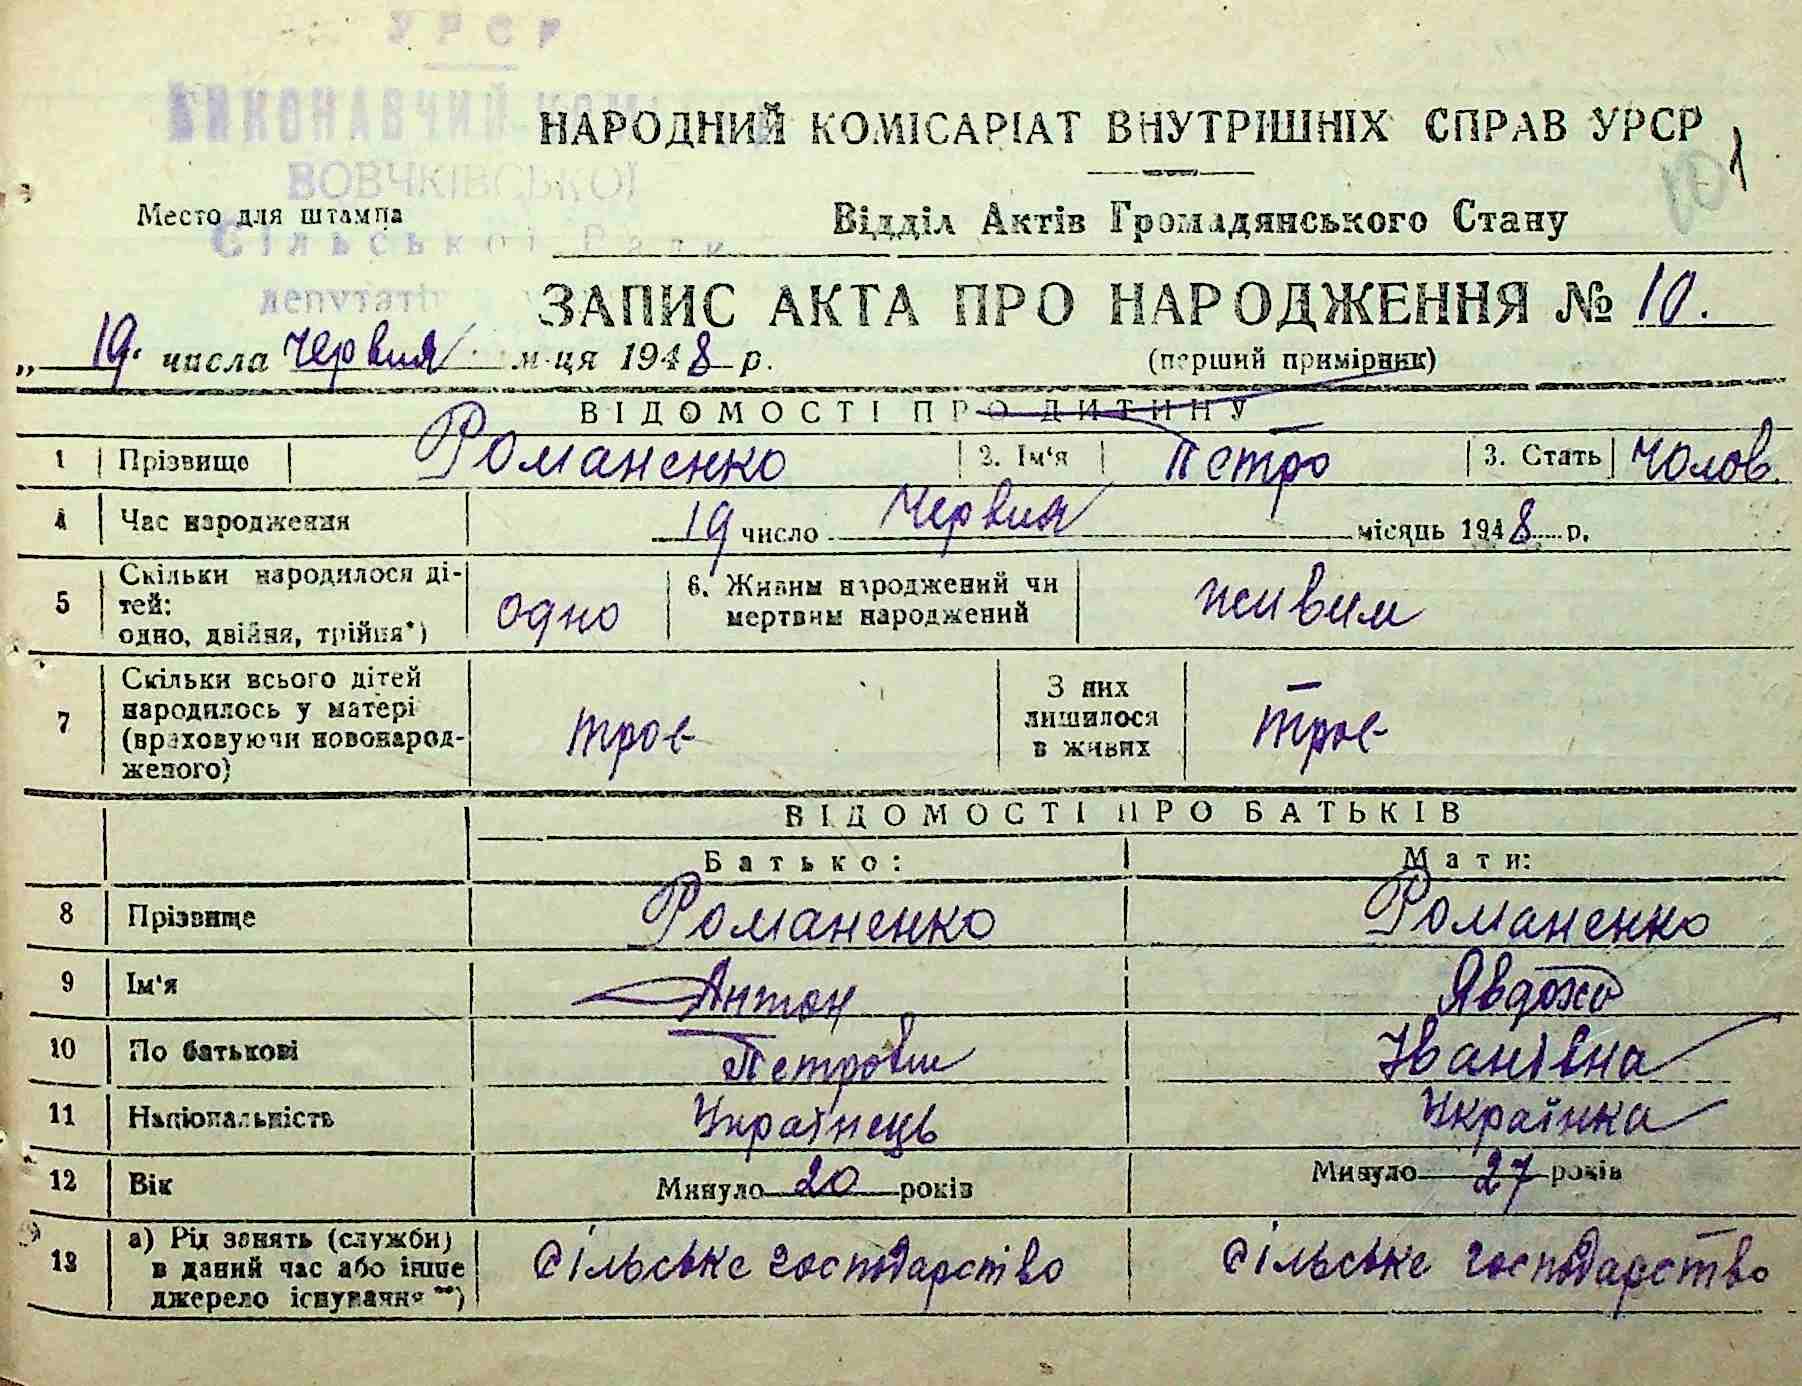 УРСР
ВИКОНАВЧИЙ
НАРОДНИЙ КОМІСАРІАТ ВНУТРІШНІХ СПРАВ УРСР
1
ВОВЧКІВСЬКОЇ
Место для штампа
Відділ Актів Громадянського Стану
Сільської Ради
депутатів
ЗАПИС АКТА ПРО НАРОДЖЕННЯ № 10.
„ 19. числа Червня м-ця 1948 р.
(перший примірник)
ВІДОМОСТІ ПРО ДИТИНУ
1 Прізвище Романенко 2. Ім'я Петро 3. Стать Чолов.
4 Час народження 19 число Червня місяць 1948 р.
5 Скільки народилося ді-
тей:
одно, двійня, трійня*)
одно
6. Живим народжений чи
мертвим народжений
живим
7 Скільки всього дітей
народилось у матері
(враховуючи новонарод-
женого)
троє
З них
лишилося
в живих
троє
ВІДОМОСТІ ПРО БАТЬКІВ
Батько: Мати:
8 Прізвище Романенко Романенко
9 Ім'я Антон Явдоха
10 По батькові Петрович Іванівна
11 Національність Українець Українка
12 Вік Минуло 20 років Минуло 27 років
13 а) Рід занять (служби)
в даний час або інше
джерело існування **)
Сільське господарство Сільське господарство